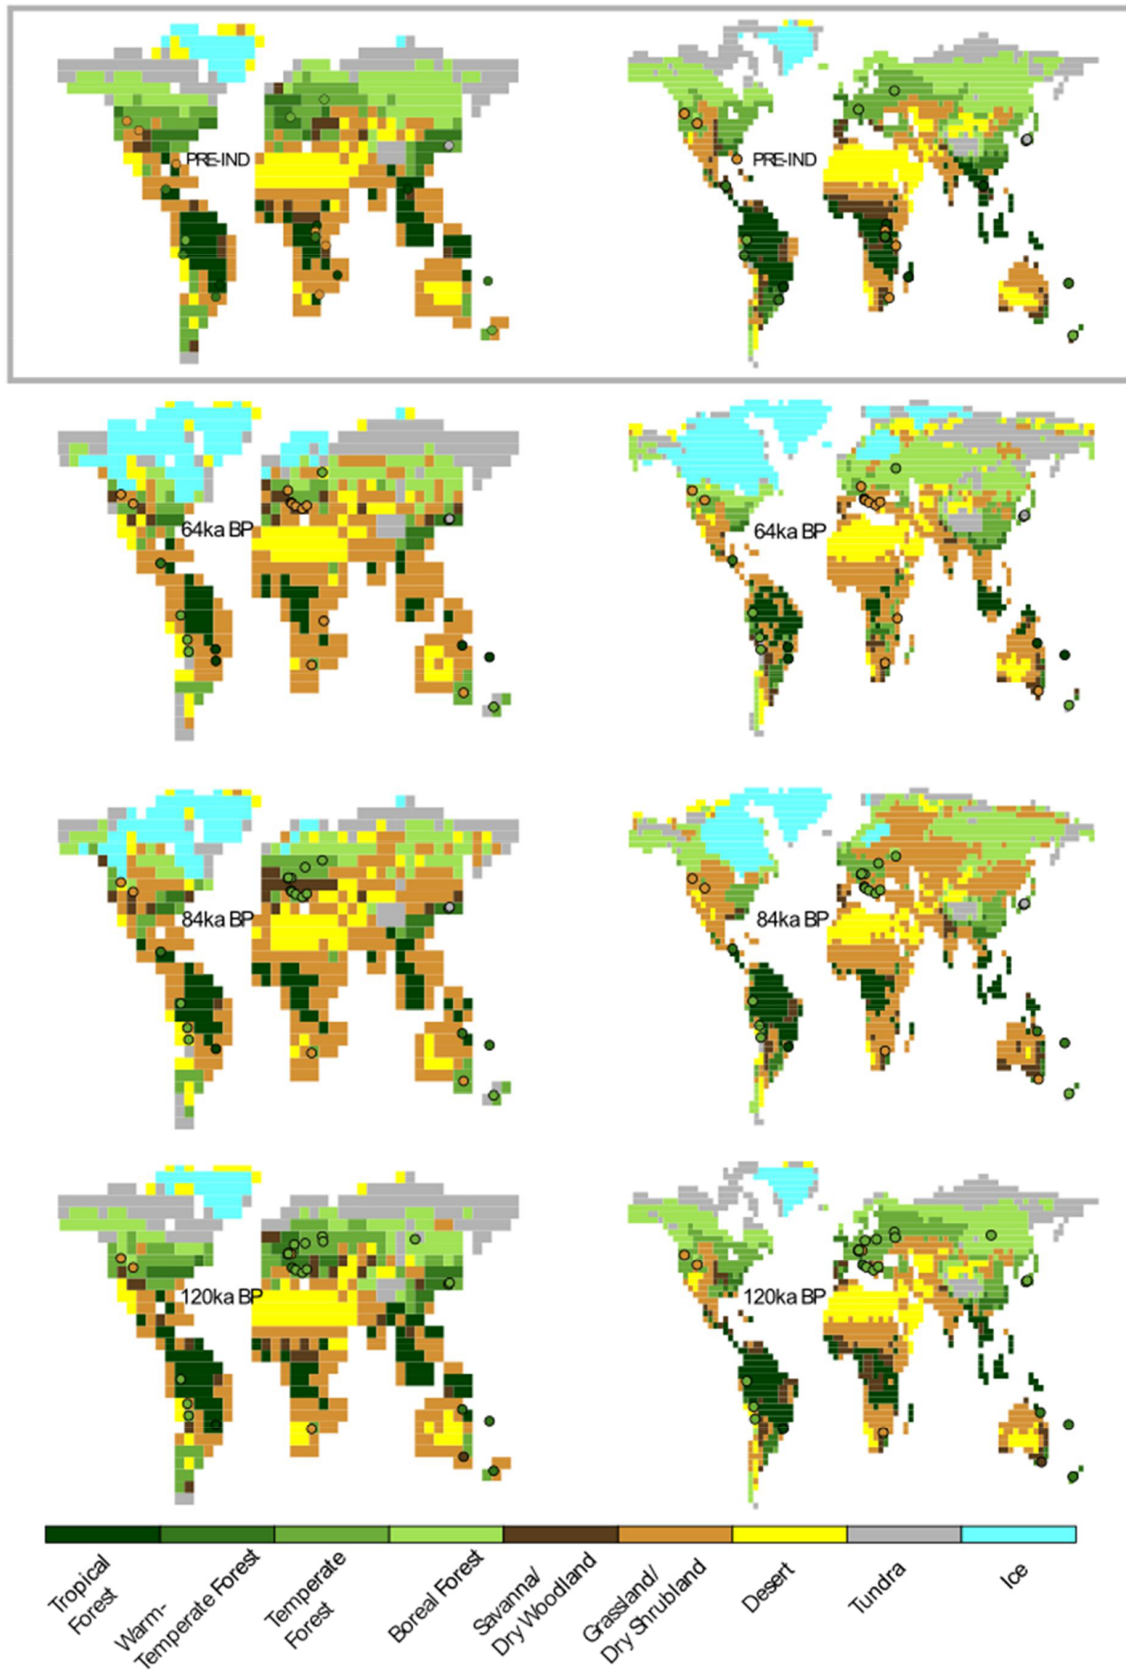 PRE-IND PRE-IND
64ka BP 64ka BP
84ka BP 84ka BP
120ka BP 120ka BP
Tropical
Forest
Warm-
Temperate Forest
Temperate
Forest
Boreal Forest
Savanna/
Dry Woodland
Grassland/
Dry Shrubland
Desert
Tundra
Ice